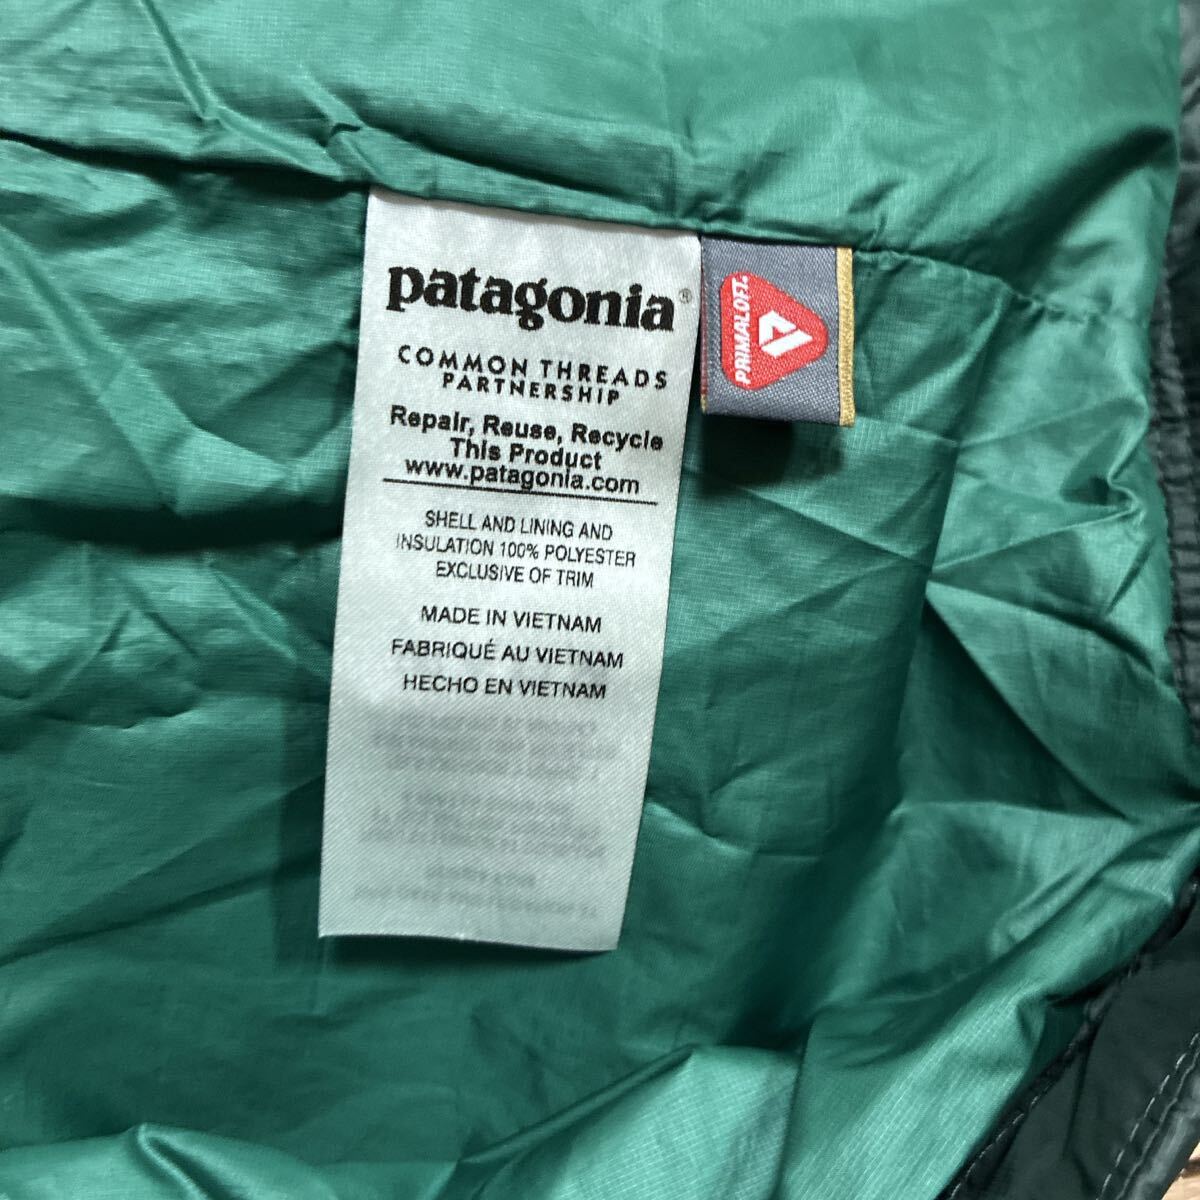 patagonia®
COMMON THREADS
PARTNERSHIP
Repair, Reuse, Recycle
This Product
www.patagonia.com
SHELL AND LINING AND
INSULATION 100% POLYESTER
EXCLUSIVE OF TRIM
MADE IN VIETNAM
FABRIQUÉ AU VIETNAM
HECHO EN VIETNAM
PRIMALOFT®